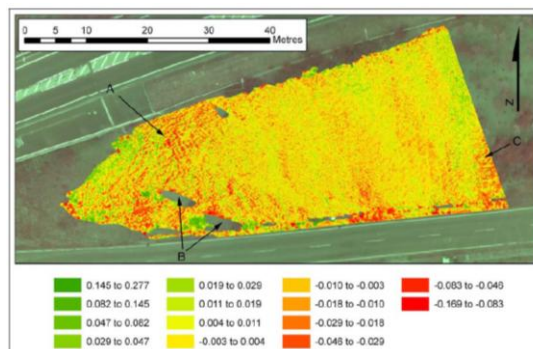 0 5 10 20 30 40
Metres
A
N
C
B
0.145 to 0.277
0.019 to 0.029
-0.010 to -0.003
-0.083 to -0.046
0.082 to 0.145
0.011 to 0.019
-0.018 to -0.010
-0.169 to -0.083
0.047 to 0.082
0.004 to 0.011
-0.029 to -0.018
0.029 to 0.047
-0.003 to 0.004
-0.046 to -0.029